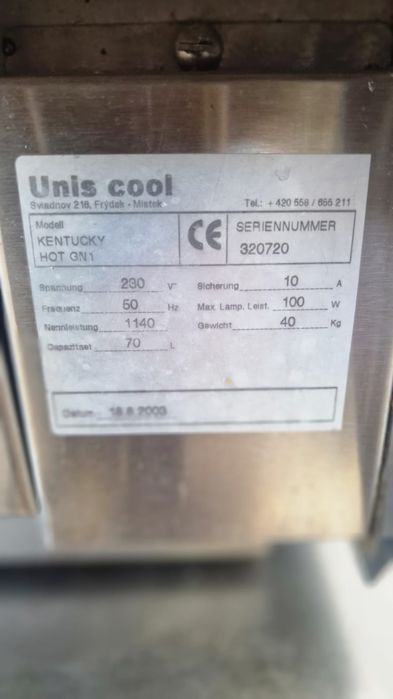 Unis cool
Sviadnov 218, Frýdek - Místek Tel.: + 420 558 / 655 211
Modell
KENTUCKY
HOT GN1
CE
SERIENNUMMER
320720
Spannung 230 V~ Sicherung 10 A
Frequenz 50 Hz Max. Lamp. Leist. 100 W
Nennleistung 1140 Gewicht 40 Kg
Capazitset 70 L
Datum 18.8.2003